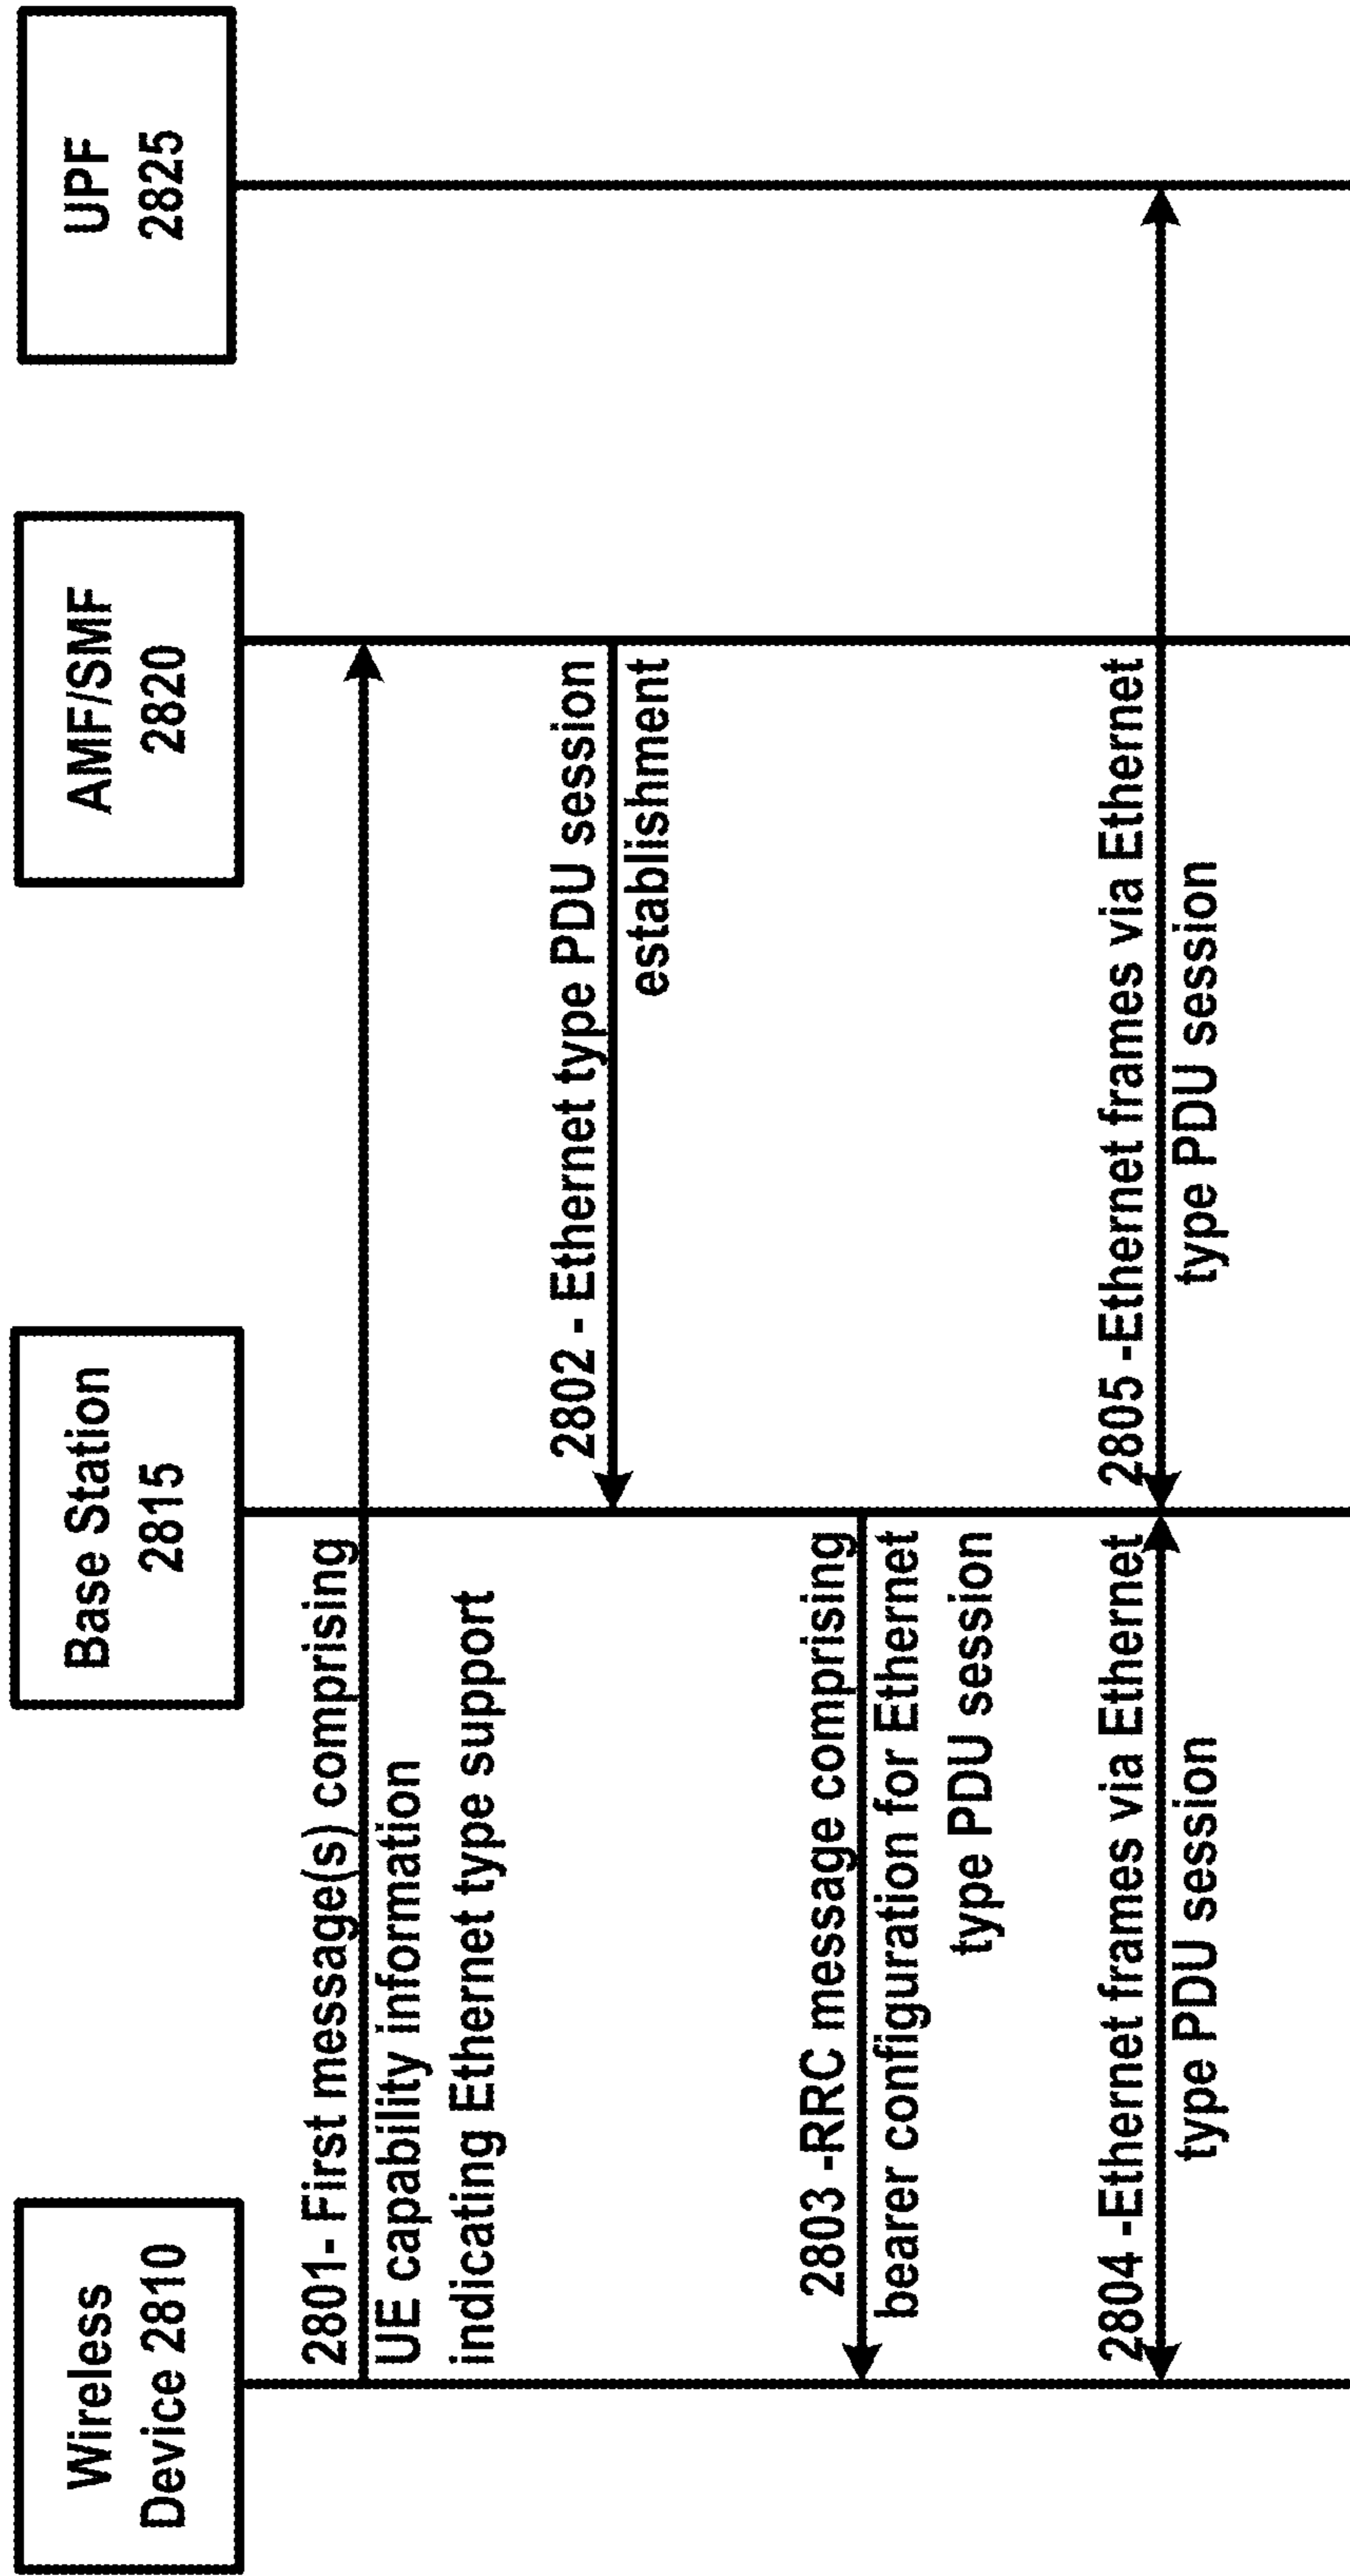 Wireless
Device 2810
Base Station
2815
AMF/SMF
2820
UPF
2825
2801- First message(s) comprising
UE capability information
indicating Ethernet type support
2802 - Ethernet type PDU session
establishment
2803 -RRC message comprising
bearer configuration for Ethernet
type PDU session
2804 -Ethernet frames via Ethernet
type PDU session
2805 -Ethernet frames via Ethernet
type PDU session